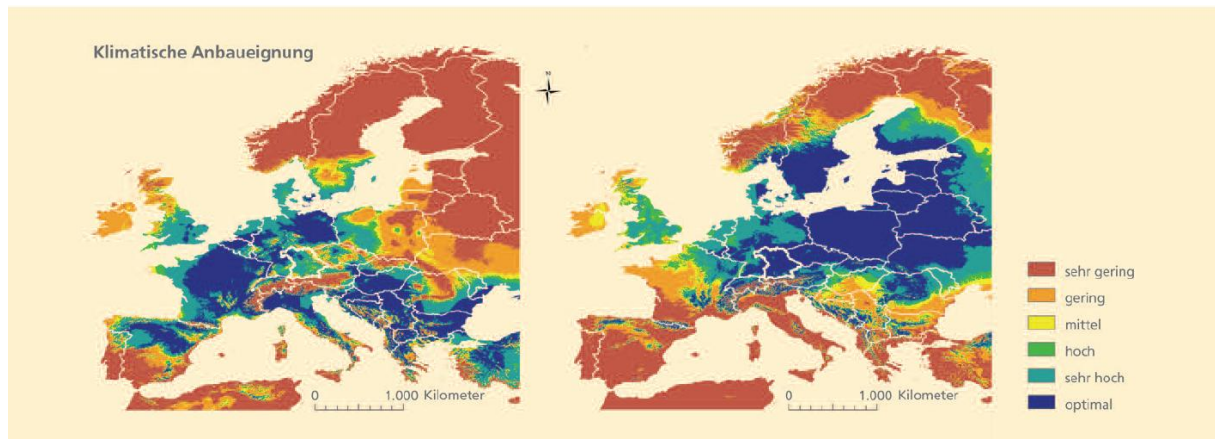 Klimatische Anbaueignung
0 1.000 Kilometer
0 1.000 Kilometer
sehr gering
gering
mittel
hoch
sehr hoch
optimal